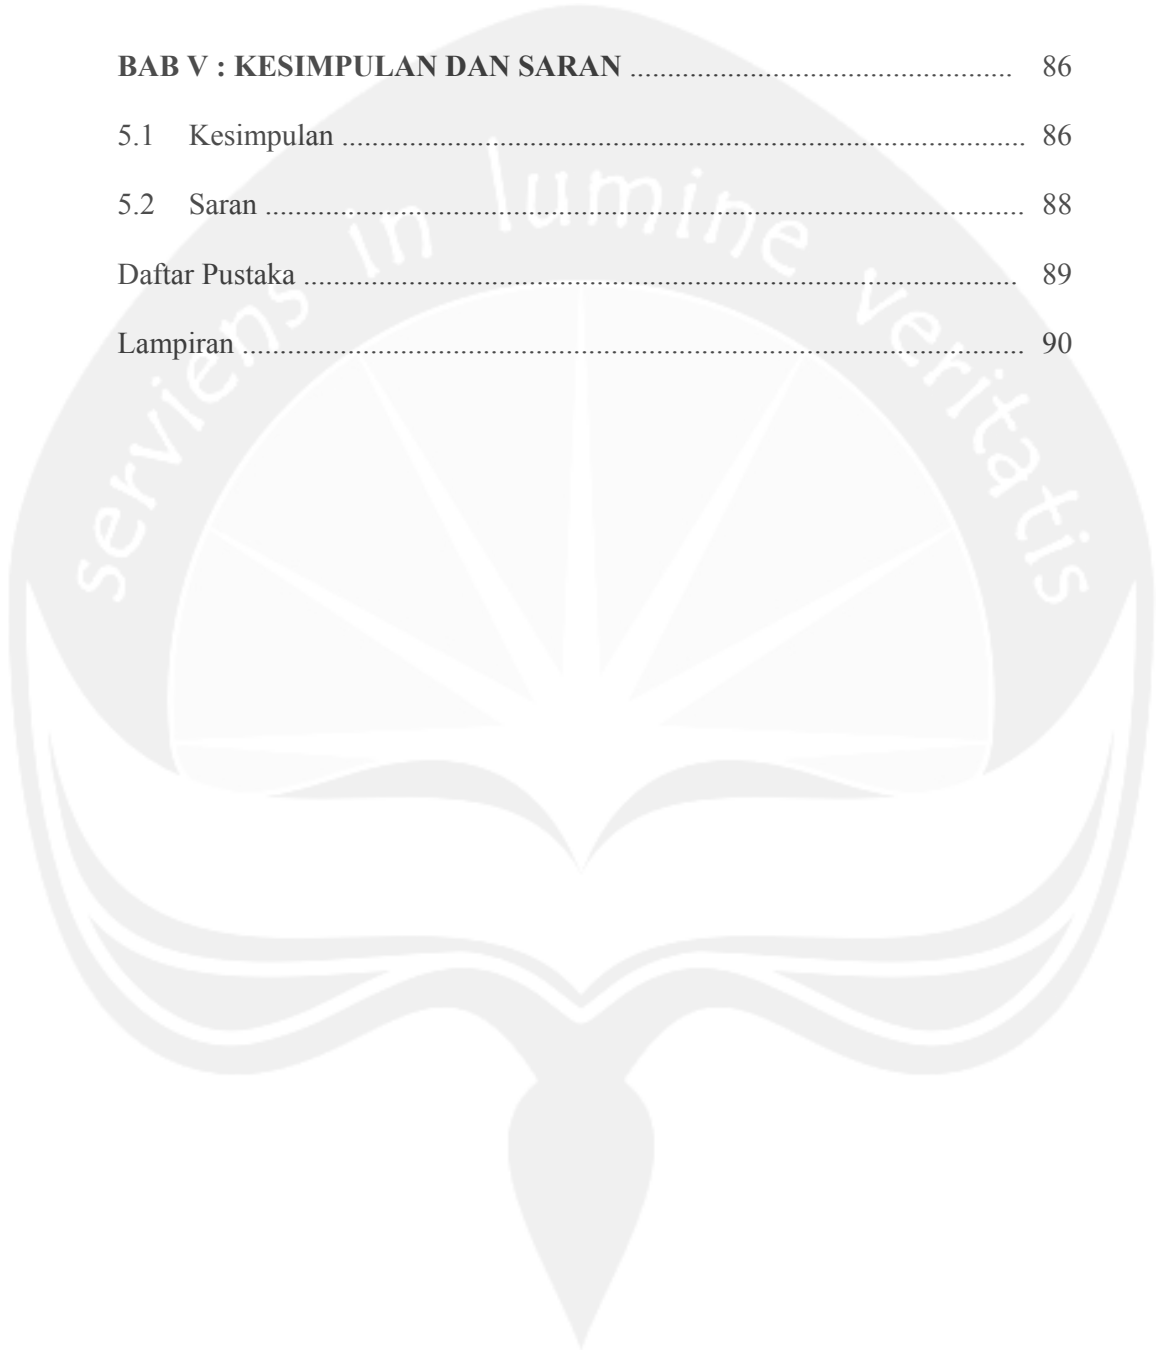 BAB V : KESIMPULAN DAN SARAN ................................................ 86
5.1 Kesimpulan ........................................................................................ 86
5.2 Saran .................................................................................................. 88
Daftar Pustaka ............................................................................................ 89
Lampiran ..................................................................................................... 90
serviens in lumine veritatis